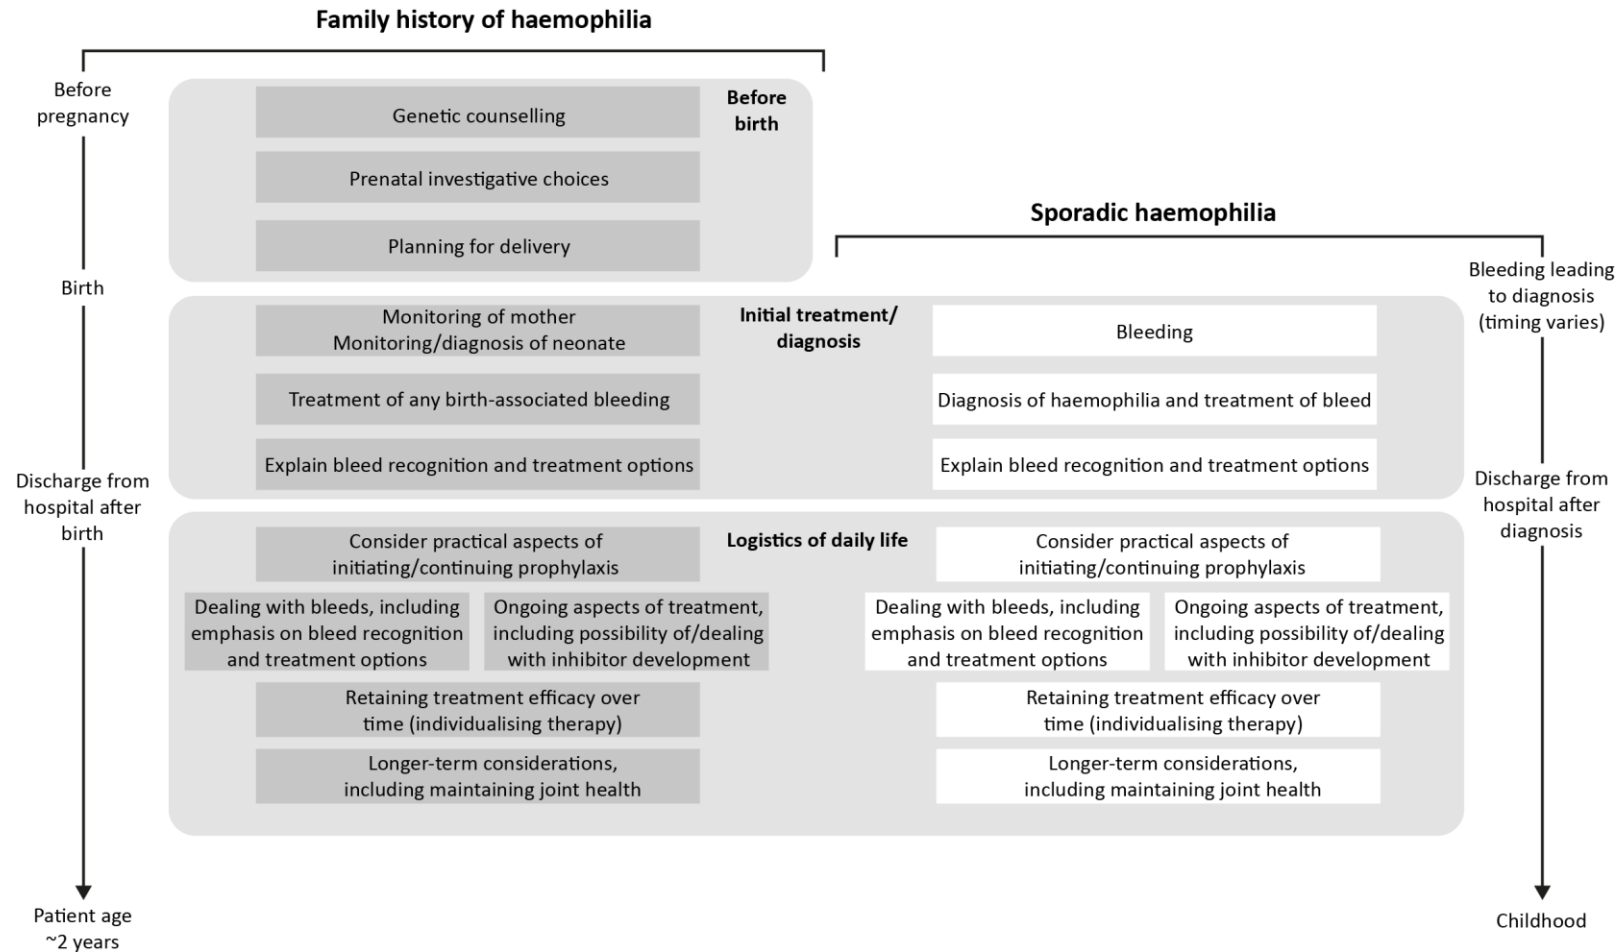 Family history of haemophilia
Before
pregnancy
Genetic counselling
Before
birth
Prenatal investigative choices
Planning for delivery
Sporadic haemophilia
Birth
Bleeding leading
to diagnosis
(timing varies)
Monitoring of mother
Monitoring/diagnosis of neonate
Initial treatment/
diagnosis
Bleeding
Treatment of any birth-associated bleeding
Diagnosis of haemophilia and treatment of bleed
Explain bleed recognition and treatment options
Explain bleed recognition and treatment options
Discharge from
hospital after
birth
Discharge from
hospital after
diagnosis
Consider practical aspects of
initiating/continuing prophylaxis
Logistics of daily life
Consider practical aspects of
initiating/continuing prophylaxis
Dealing with bleeds, including
emphasis on bleed recognition
and treatment options
Ongoing aspects of treatment,
including possibility of/dealing
with inhibitor development
Dealing with bleeds, including
emphasis on bleed recognition
and treatment options
Ongoing aspects of treatment,
including possibility of/dealing
with inhibitor development
Retaining treatment efficacy over
time (individualising therapy)
Retaining treatment efficacy over
time (individualising therapy)
Longer-term considerations,
including maintaining joint health
Longer-term considerations,
including maintaining joint health
Patient age
~2 years
Childhood